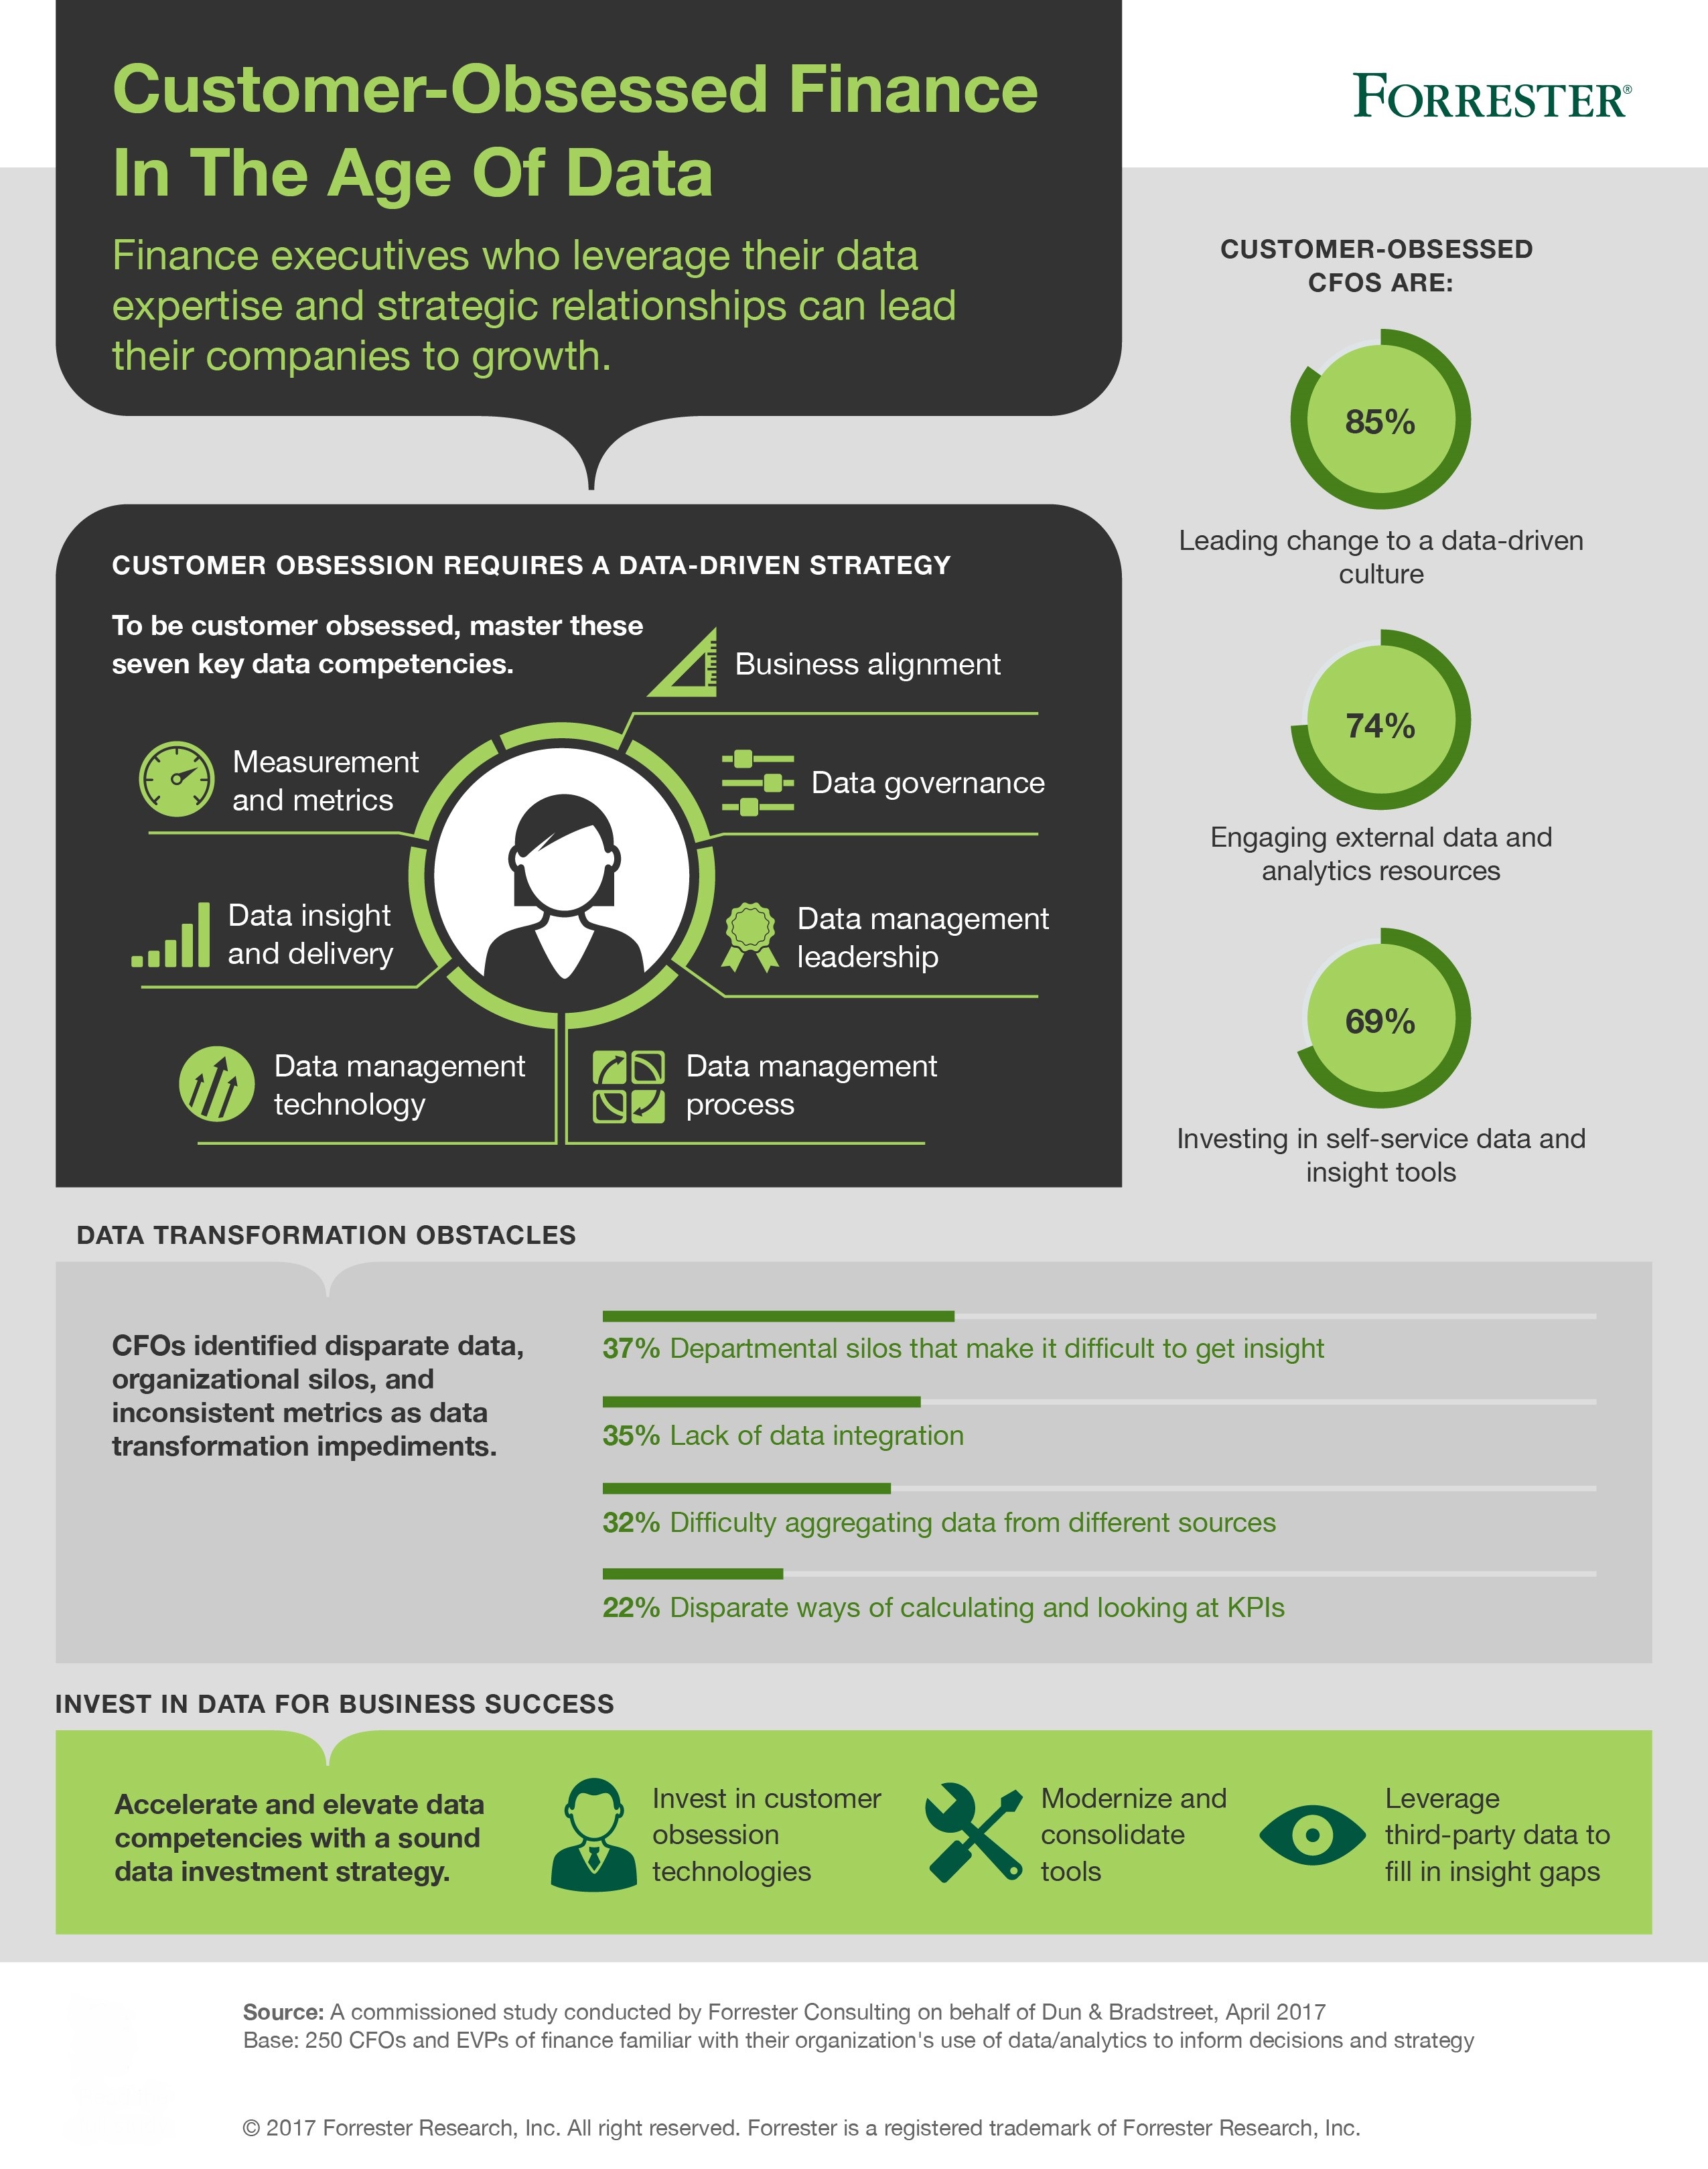 Customer-Obsessed Finance
In The Age Of Data
Finance executives who leverage their data
expertise and strategic relationships can lead
their companies to growth.
FORRESTER®
CUSTOMER-OBSESSED
CFOS ARE:
85%
Leading change to a data-driven
culture
74%
Engaging external data and
analytics resources
69%
Investing in self-service data and
insight tools
CUSTOMER OBSESSION REQUIRES A DATA-DRIVEN STRATEGY
To be customer obsessed, master these
seven key data competencies.
Business alignment
Measurement
and metrics
Data governance
Data insight
and delivery
Data management
leadership
Data management
technology
Data management
process
DATA TRANSFORMATION OBSTACLES
CFOs identified disparate data,
organizational silos, and
inconsistent metrics as data
transformation impediments.
37% Departmental silos that make it difficult to get insight
35% Lack of data integration
32% Difficulty aggregating data from different sources
22% Disparate ways of calculating and looking at KPIs
INVEST IN DATA FOR BUSINESS SUCCESS
Accelerate and elevate data
competencies with a sound
data investment strategy.
Invest in customer
obsession
technologies
Modernize and
consolidate
tools
Leverage
third-party data to
fill in insight gaps
Source: A commissioned study conducted by Forrester Consulting on behalf of Dun & Bradstreet, April 2017
Base: 250 CFOs and EVPs of finance familiar with their organization's use of data/analytics to inform decisions and strategy
© 2017 Forrester Research, Inc. All right reserved. Forrester is a registered trademark of Forrester Research, Inc.